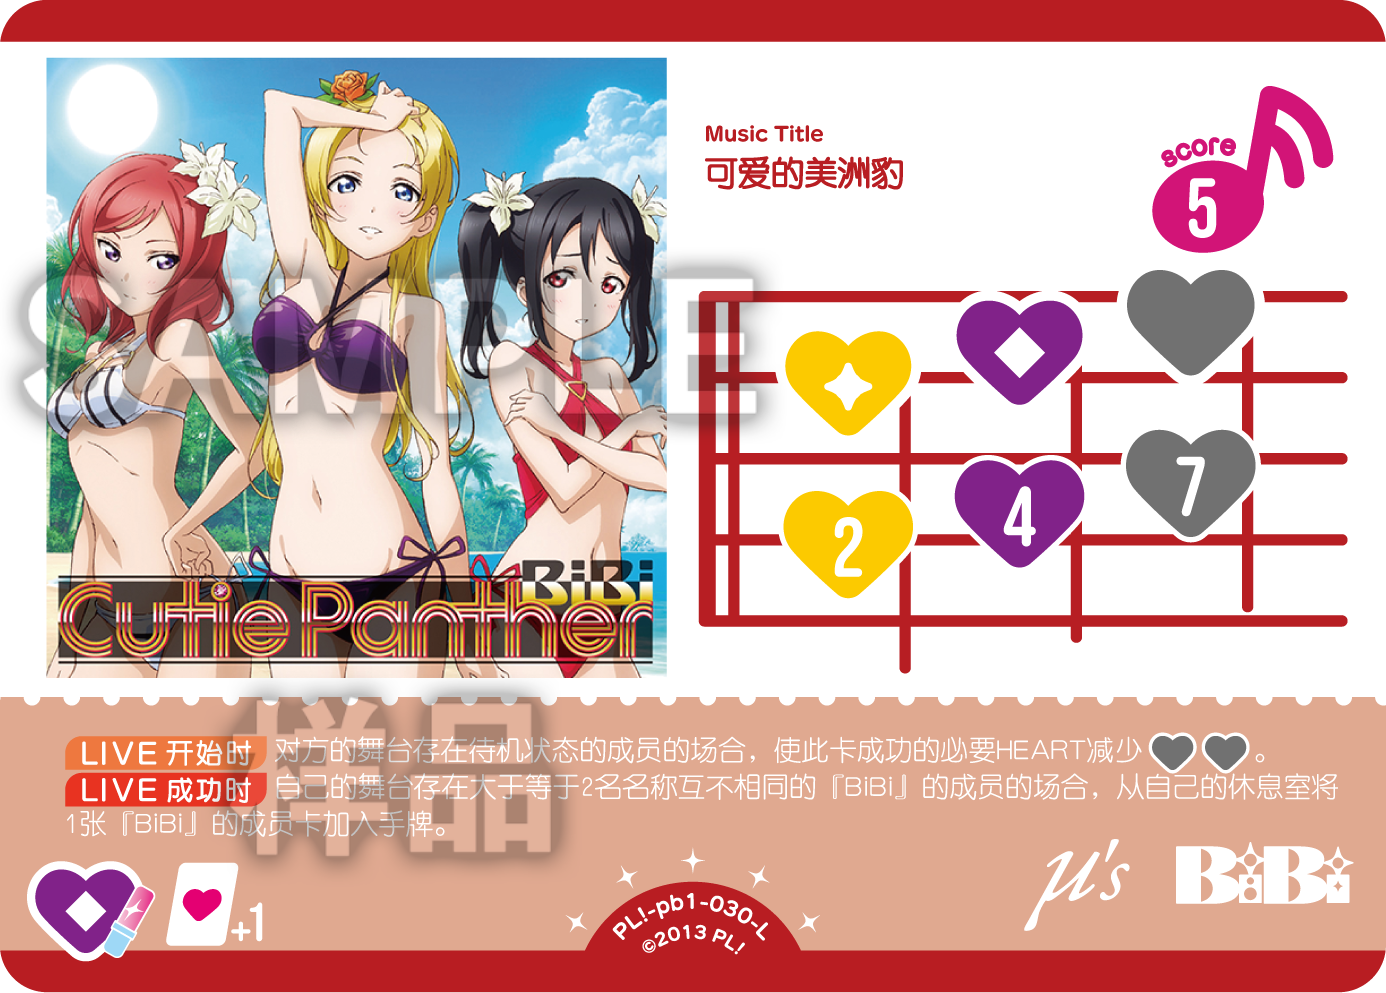 Music Title
可爱的美洲豹
score
5
SAMPLE
2
4
7
BiBi
Cutie Panther
样品
LIVE 开始时 对方的舞台存在待机状态的成员的场合，使此卡成功的必要HEART减少。
LIVE 成功时 自己的舞台存在大于等于2名名称互不相同的『BiBi』的成员的场合，从自己的休息室将
1张『BiBi』的成员卡加入手牌。
+1
PL!-pb1-030-L
©2013 PL!
μ's
BiBi